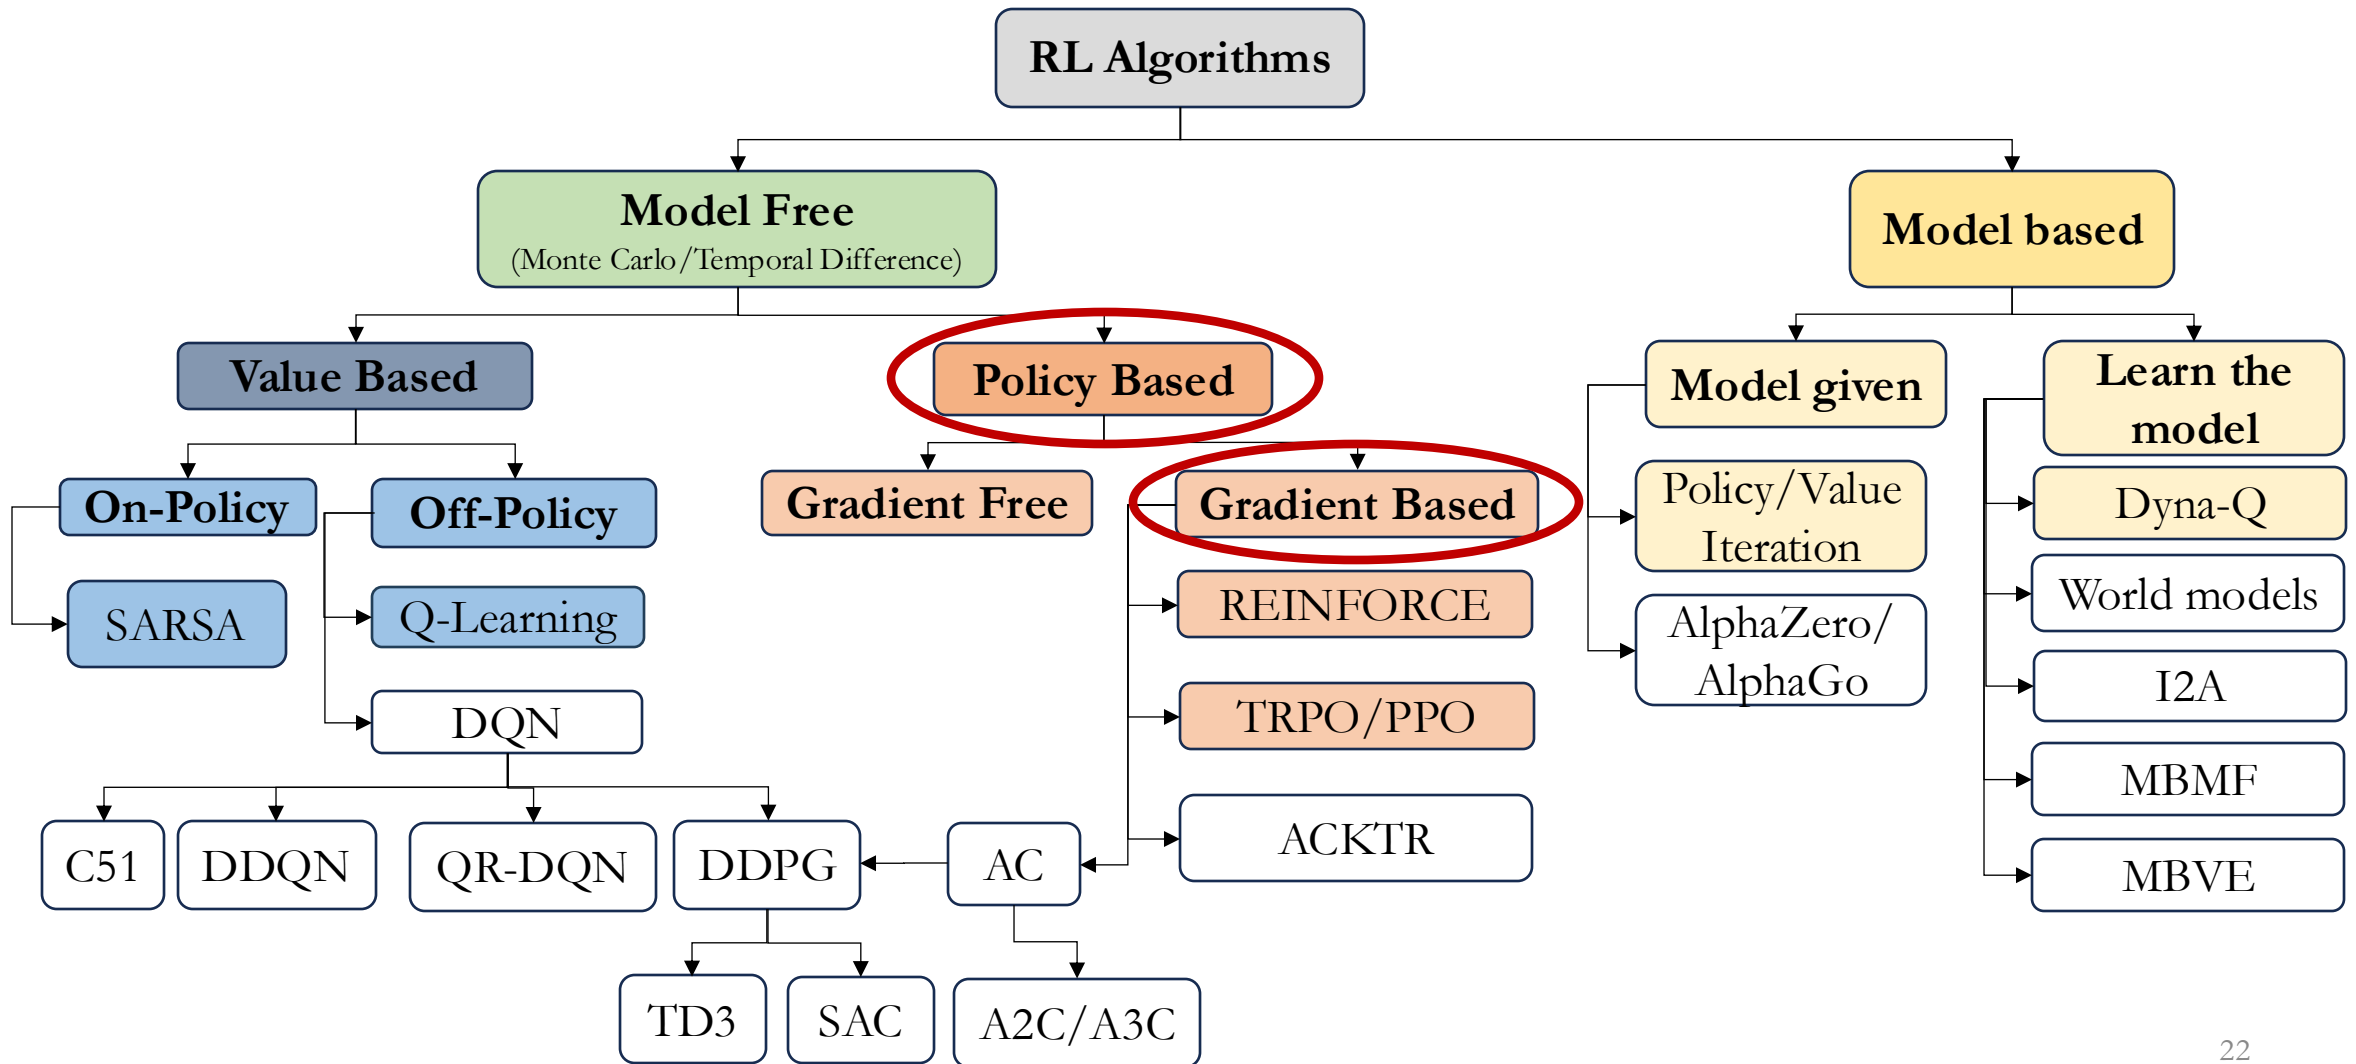 RL Algorithms
Model Free
(Monte Carlo/Temporal Difference)
Model based
Value Based
Policy Based
Model given
Learn the
model
On-Policy
Off-Policy
Gradient Free
Gradient Based
Policy/Value
Iteration
Dyna-Q
SARSA
Q-Learning
REINFORCE
AlphaZero/
AlphaGo
World models
I2A
DQN
TRPO/PPO
MBMF
C51
DDQN
QR-DQN
DDPG
AC
ACKTR
MBVE
TD3
SAC
A2C/A3C
22